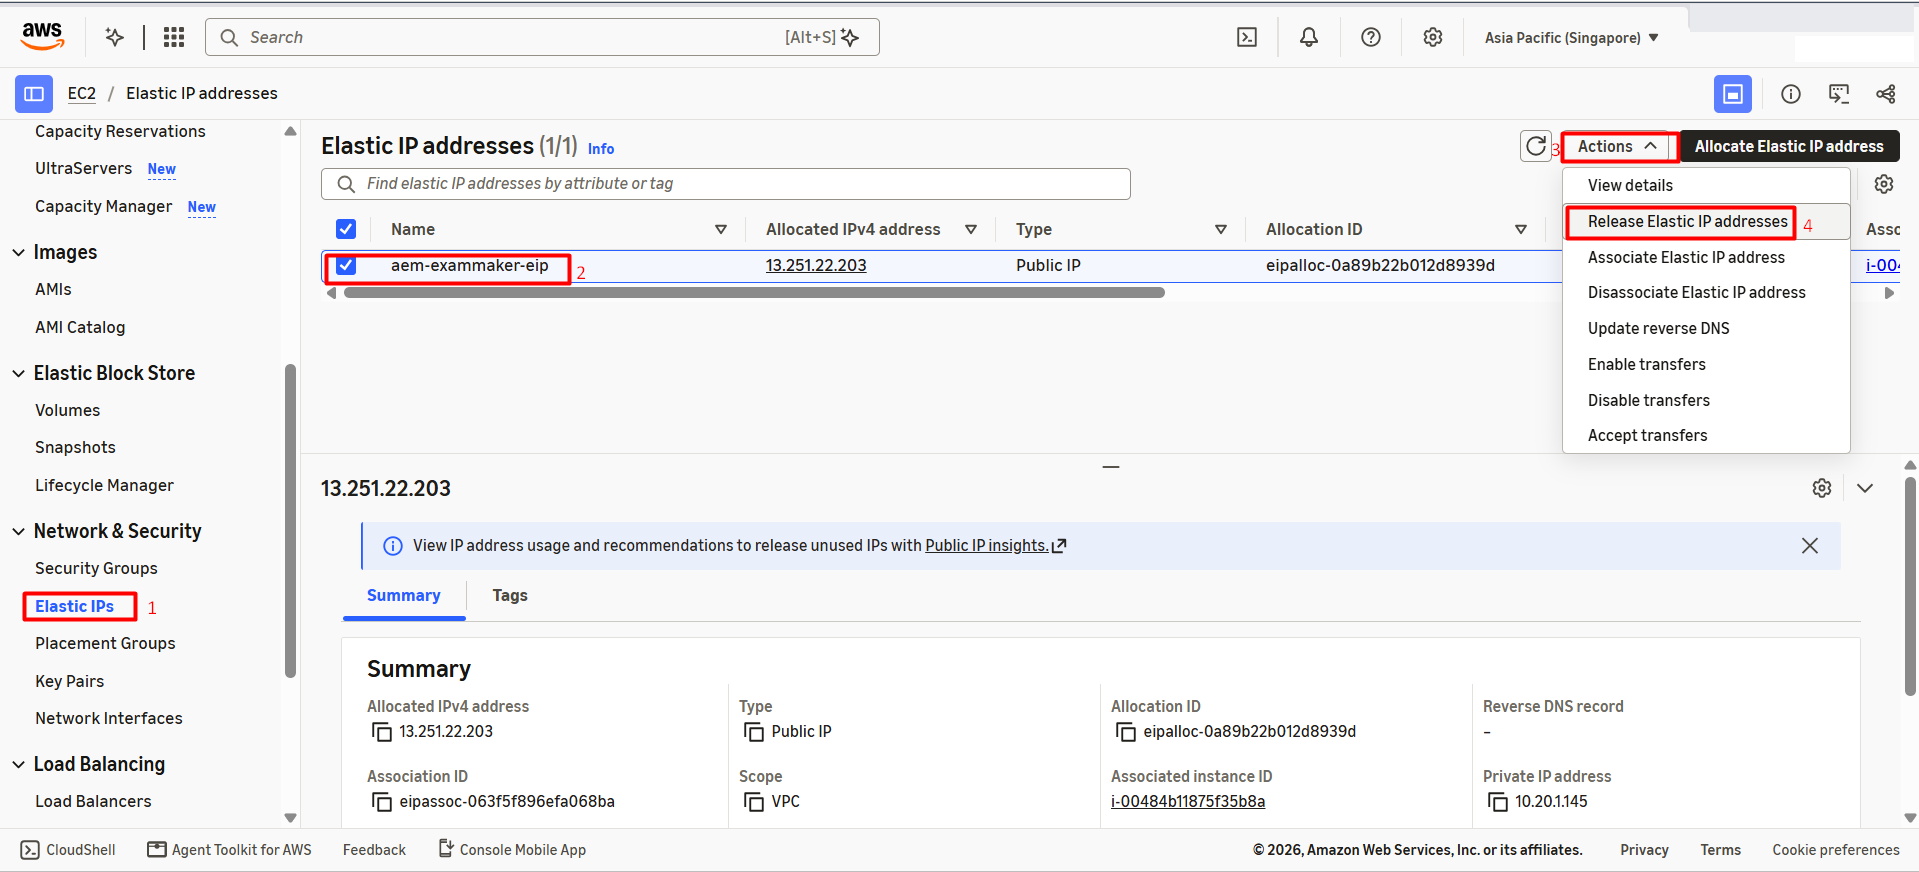 aws
Search [Alt+S]
Asia Pacific (Singapore)
EC2 / Elastic IP addresses
Capacity Reservations
UltraServers New
Capacity Manager New
Images
AMIs
AMI Catalog
Elastic Block Store
Volumes
Snapshots
Lifecycle Manager
Network & Security
Security Groups
Elastic IPs 1
Placement Groups
Key Pairs
Network Interfaces
Load Balancing
Load Balancers
Elastic IP addresses (1/1) Info
3 Actions
Allocate Elastic IP address
Find elastic IP addresses by attribute or tag
Name Allocated IPv4 address Type Allocation ID Asso
aem-exammaker-eip 2 13.251.22.203 Public IP eipalloc-0a89b22b012d8939d i-004
View details
Release Elastic IP addresses 4
Associate Elastic IP address
Disassociate Elastic IP address
Update reverse DNS
Enable transfers
Disable transfers
Accept transfers
13.251.22.203
View IP address usage and recommendations to release unused IPs with Public IP insights.
Summary Tags
Summary
Allocated IPv4 address Type Allocation ID Reverse DNS record
13.251.22.203 Public IP eipalloc-0a89b22b012d8939d –
Association ID Scope Associated instance ID Private IP address
eipassoc-063f5f896efa068ba VPC i-00484b11875f35b8a 10.20.1.145
CloudShell Agent Toolkit for AWS Feedback Console Mobile App © 2026, Amazon Web Services, Inc. or its affiliates. Privacy Terms Cookie preferences